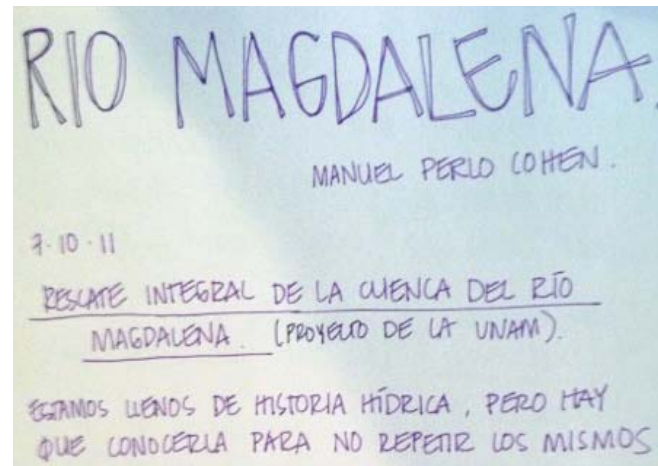 RIO MAGDALENA.
MANUEL PERLO COHEN.
7·10·11
RESCATE INTEGRAL DE LA CUENCA DEL RÍO
MAGDALENA. (PROYECTO DE LA UNAM).
ESTAMOS LLENOS DE HISTORIA HÍDRICA, PERO HAY
QUE CONOCERLA PARA NO REPETIR LOS MISMOS